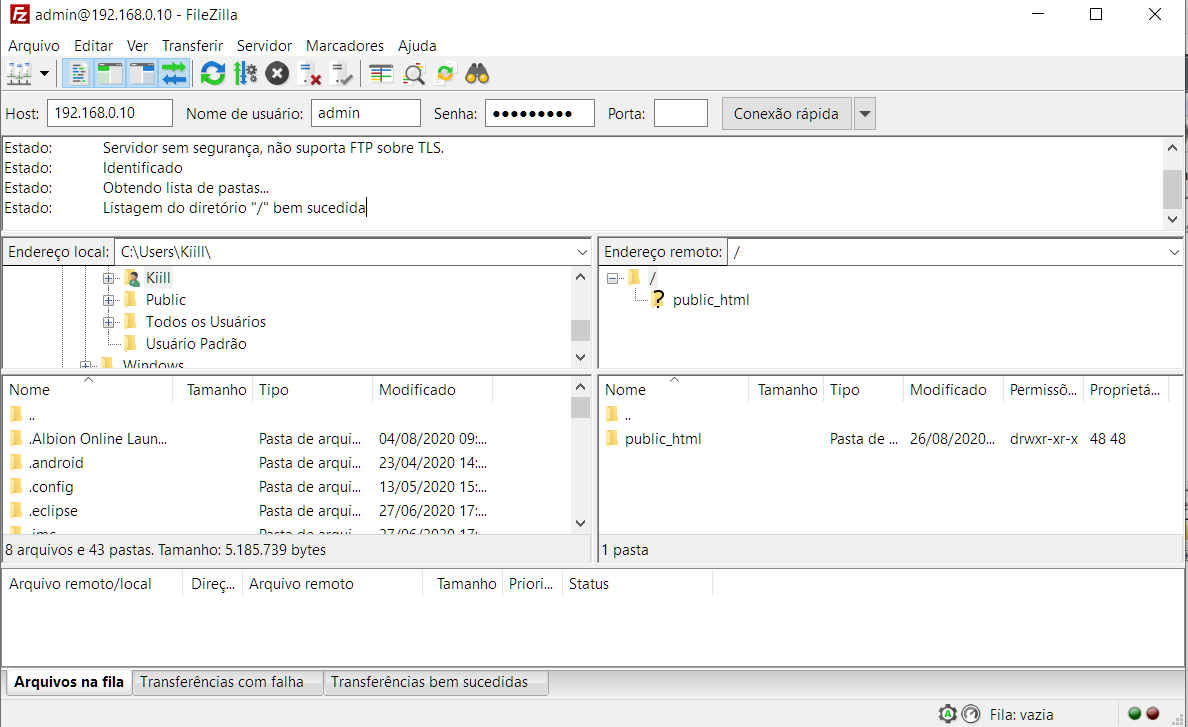 admin@192.168.0.10 - FileZilla
Arquivo Editar Ver Transferir Servidor Marcadores Ajuda
Host: 192.168.0.10 Nome de usuário: admin Senha: ●●●●●●●●● Porta: Conexão rápida
Estado: Servidor sem segurança, não suporta FTP sobre TLS.
Estado: Identificado
Estado: Obtendo lista de pastas...
Estado: Listagem do diretório "/" bem sucedida
Endereço local: C:\Users\Kiill\
Kiill
Public
Todos os Usuários
Usuário Padrão
Windows
Endereço remoto: /
/
? public_html
Nome Tamanho Tipo Modificado
..
.Albion Online Laun... Pasta de arqui... 04/08/2020 09:...
.android Pasta de arqui... 23/04/2020 14:...
.config Pasta de arqui... 13/05/2020 15:...
.eclipse Pasta de arqui... 27/06/2020 17:...
Pasta de arqui... 27/06/2020 17:...
8 arquivos e 43 pastas. Tamanho: 5.185.739 bytes
Nome Tamanho Tipo Modificado Permissõ... Proprietá...
..
public_html Pasta de ... 26/08/2020... drwxr-xr-x 48 48
1 pasta
Arquivo remoto/local Direç... Arquivo remoto Tamanho Priori... Status
Arquivos na fila Transferências com falha Transferências bem sucedidas
Fila: vazia